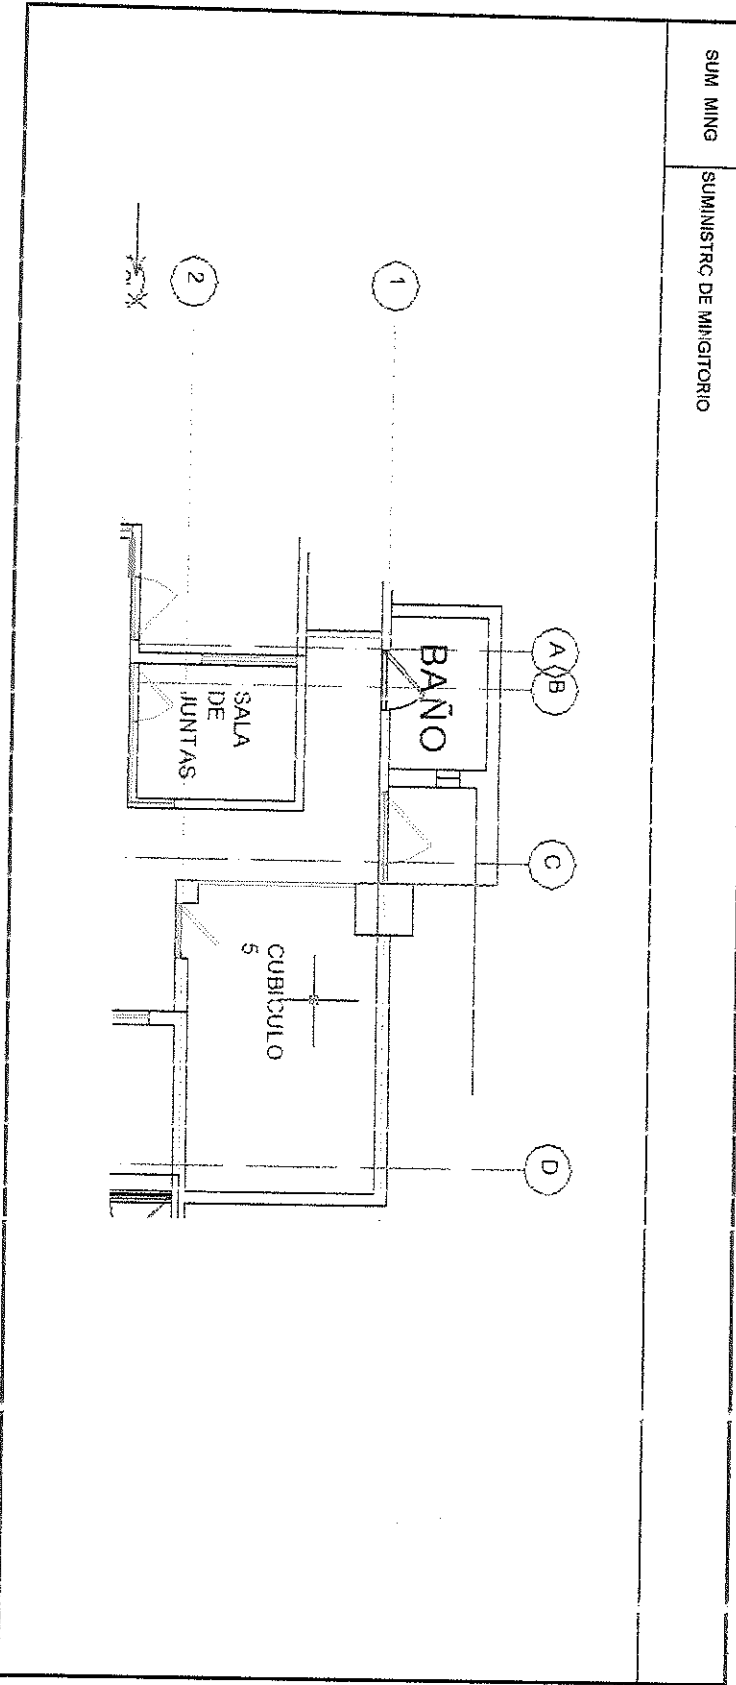 SUM MING
SUMINISTRO DE MINGITORIO
A
B
C
D
1
BAÑO
2
SALA
DE
JUNTAS
CUBICULO
5